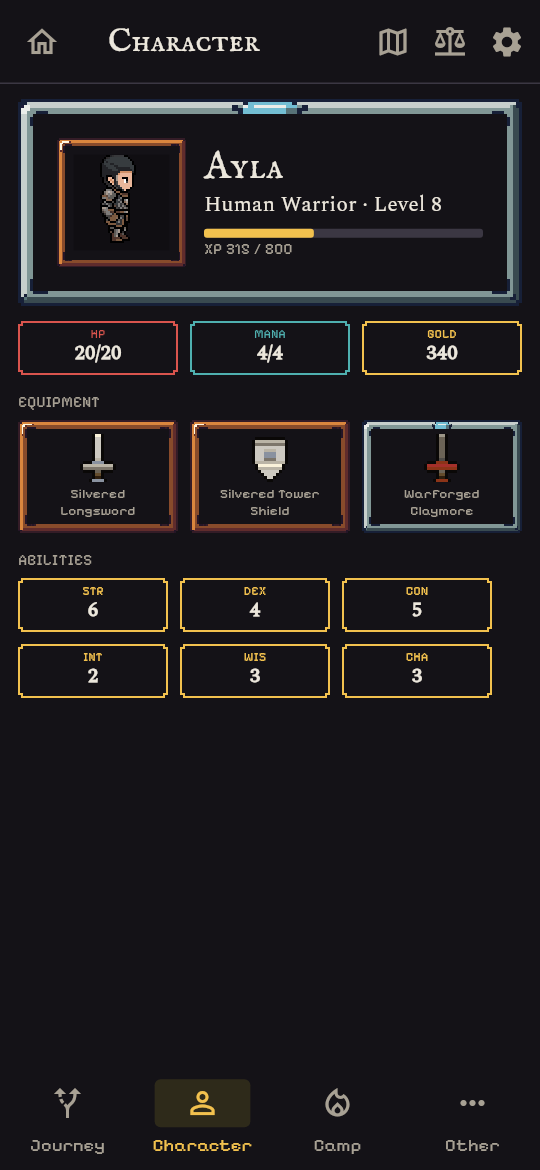 Character
Ayla
Human Warrior · Level 8
XP 315 / 800
HP
20/20
MANA
4/4
GOLD
340
EQUIPMENT
Silvered
Longsword
Silvered Tower
Shield
Warforged
Claymore
ABILITIES
STR
6
DEX
4
CON
5
INT
2
WIS
3
CHA
3
Journey
Character
Camp
Other